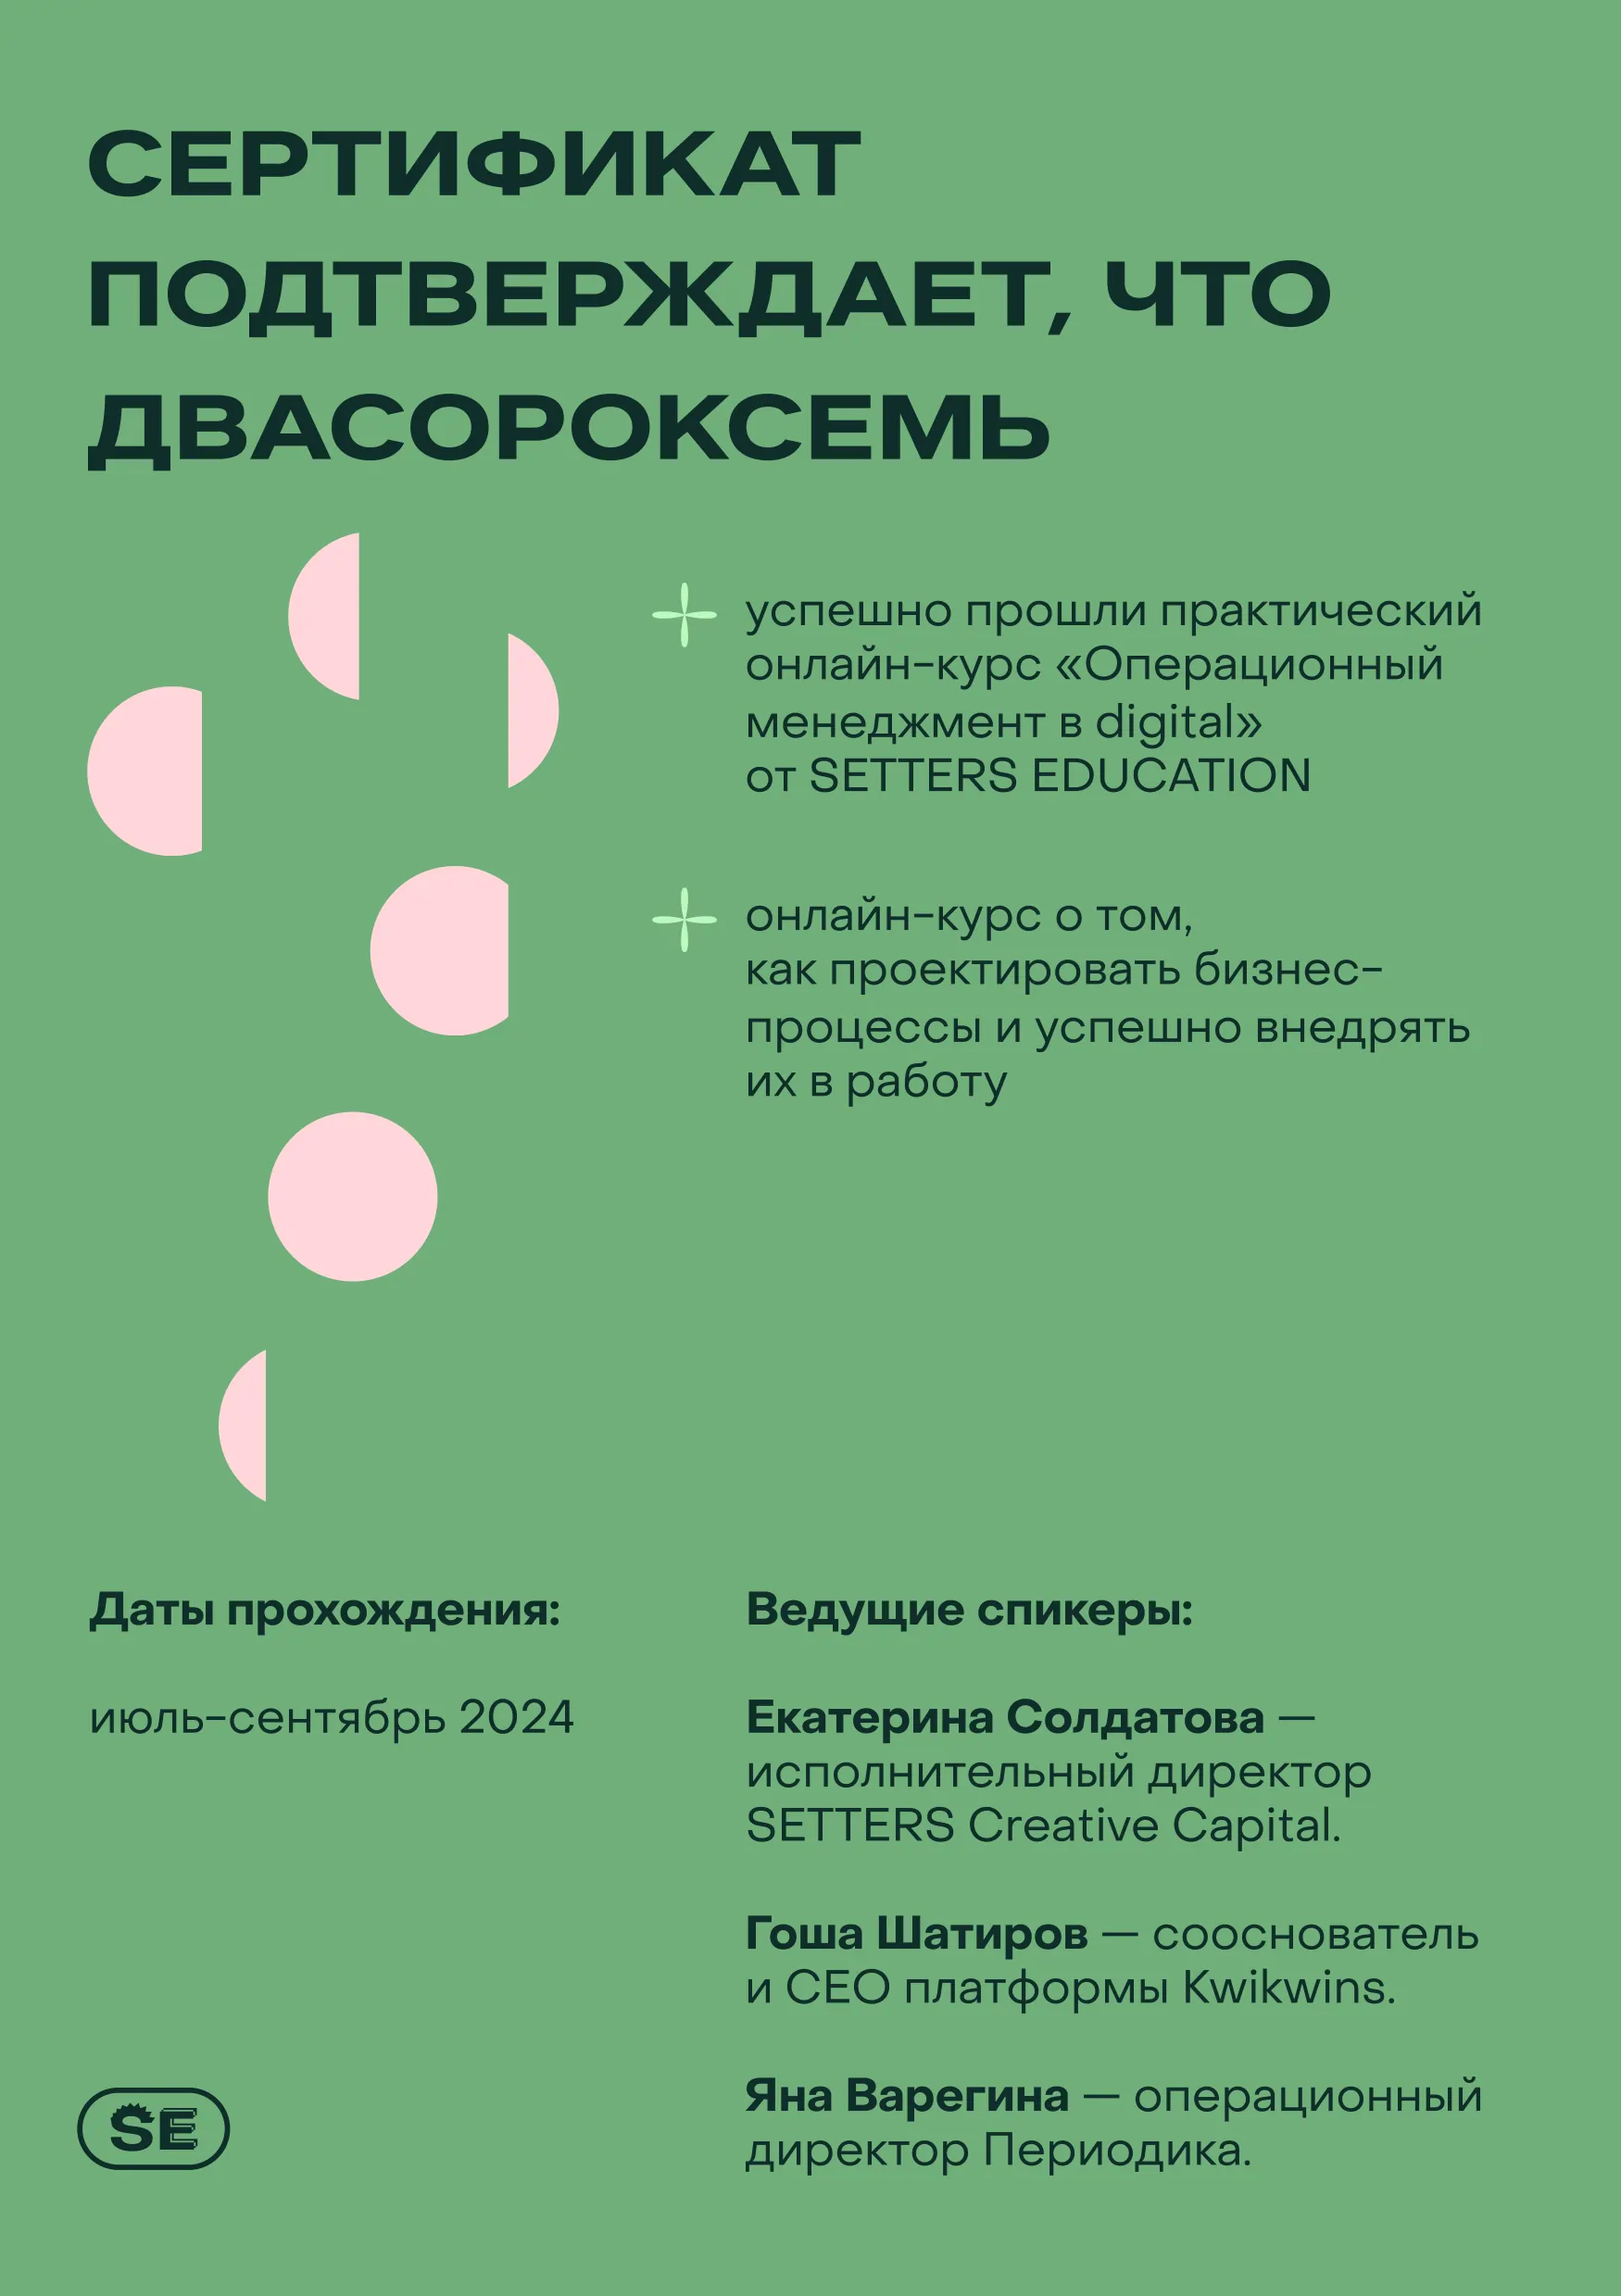 СЕРТИФИКАТ
ПОДТВЕРЖДАЕТ, ЧТО
ДВАСОРОКСЕМЬ
успешно прошли практический
онлайн-курс «Операционный
менеджмент в digital»
от SETTERS EDUCATION
онлайн-курс о том,
как проектировать бизнес-
процессы и успешно внедрять
их в работу
Даты прохождения:
июль-сентябрь 2024
Ведущие спикеры:
Екатерина Солдатова —
исполнительный директор
SETTERS Creative Capital.
Гоша Шатиров — сооснователь
и CEO платформы Kwikwins.
Яна Варегина — операционный
директор Периодика.
SE